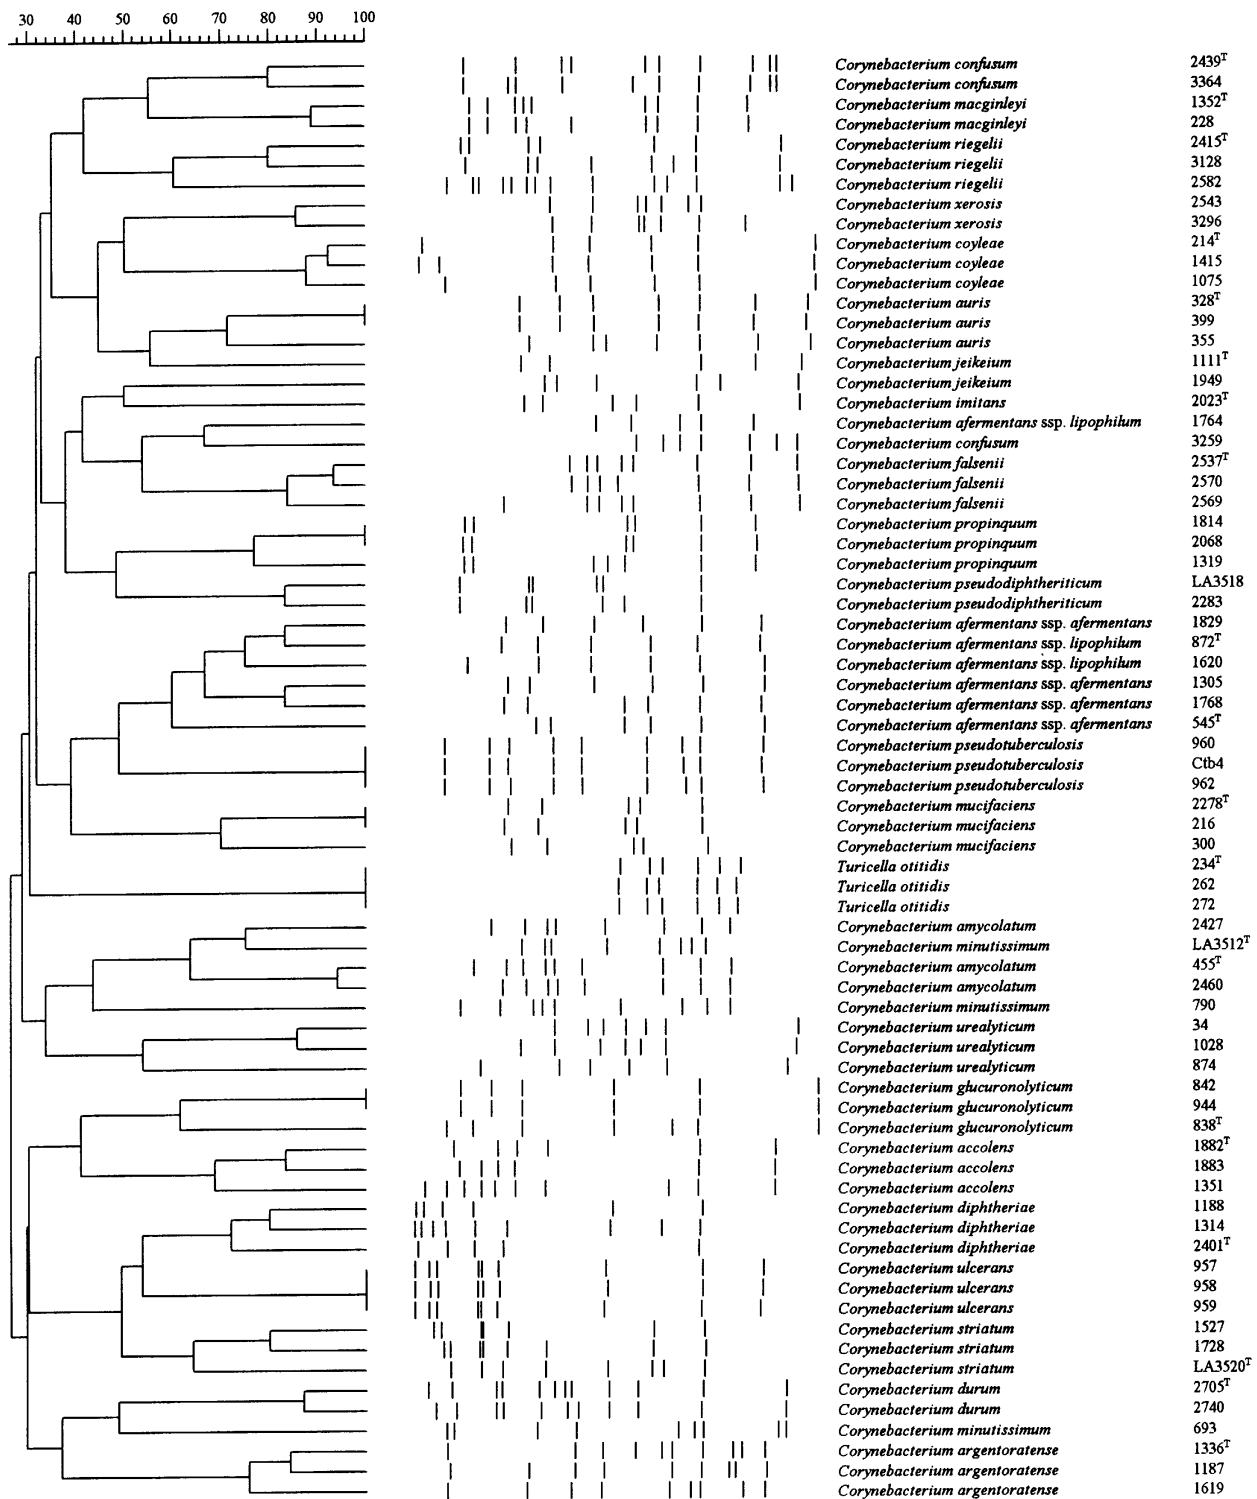 30 40 50 60 70 80 90 100
Corynebacterium confusum 2439T
Corynebacterium confusum 3364
Corynebacterium macginleyi 1352T
Corynebacterium macginleyi 228
Corynebacterium riegelii 2415T
Corynebacterium riegelii 3128
Corynebacterium riegelii 2582
Corynebacterium xerosis 2543
Corynebacterium xerosis 3296
Corynebacterium coyleae 214T
Corynebacterium coyleae 1415
Corynebacterium coyleae 1075
Corynebacterium auris 328T
Corynebacterium auris 399
Corynebacterium auris 355
Corynebacterium jeikeium 1111T
Corynebacterium jeikeium 1949
Corynebacterium imitans 2023T
Corynebacterium afermentans ssp. lipophilum 1764
Corynebacterium confusum 3259
Corynebacterium falsenii 2537T
Corynebacterium falsenii 2570
Corynebacterium falsenii 2569
Corynebacterium propinquum 1814
Corynebacterium propinquum 2068
Corynebacterium propinquum 1319
Corynebacterium pseudodiphtheriticum LA3518
Corynebacterium pseudodiphtheriticum 2283
Corynebacterium afermentans ssp. afermentans 1829
Corynebacterium afermentans ssp. lipophilum 872T
Corynebacterium afermentans ssp. lipophilum 1620
Corynebacterium afermentans ssp. afermentans 1305
Corynebacterium afermentans ssp. afermentans 1768
Corynebacterium afermentans ssp. afermentans 545T
Corynebacterium pseudotuberculosis 960
Corynebacterium pseudotuberculosis Ctb4
Corynebacterium pseudotuberculosis 962
Corynebacterium mucifaciens 2278T
Corynebacterium mucifaciens 216
Corynebacterium mucifaciens 300
Turicella otitidis 234T
Turicella otitidis 262
Turicella otitidis 272
Corynebacterium amycolatum 2427
Corynebacterium minutissimum LA3512T
Corynebacterium amycolatum 455T
Corynebacterium amycolatum 2460
Corynebacterium minutissimum 790
Corynebacterium urealyticum 34
Corynebacterium urealyticum 1028
Corynebacterium urealyticum 874
Corynebacterium glucuronolyticum 842
Corynebacterium glucuronolyticum 944
Corynebacterium glucuronolyticum 838T
Corynebacterium accolens 1882T
Corynebacterium accolens 1883
Corynebacterium accolens 1351
Corynebacterium diphtheriae 1188
Corynebacterium diphtheriae 1314
Corynebacterium diphtheriae 2401T
Corynebacterium ulcerans 957
Corynebacterium ulcerans 958
Corynebacterium ulcerans 959
Corynebacterium striatum 1527
Corynebacterium striatum 1728
Corynebacterium striatum LA3520T
Corynebacterium durum 2705T
Corynebacterium durum 2740
Corynebacterium minutissimum 693
Corynebacterium argentoratense 1336T
Corynebacterium argentoratense 1187
Corynebacterium argentoratense 1619